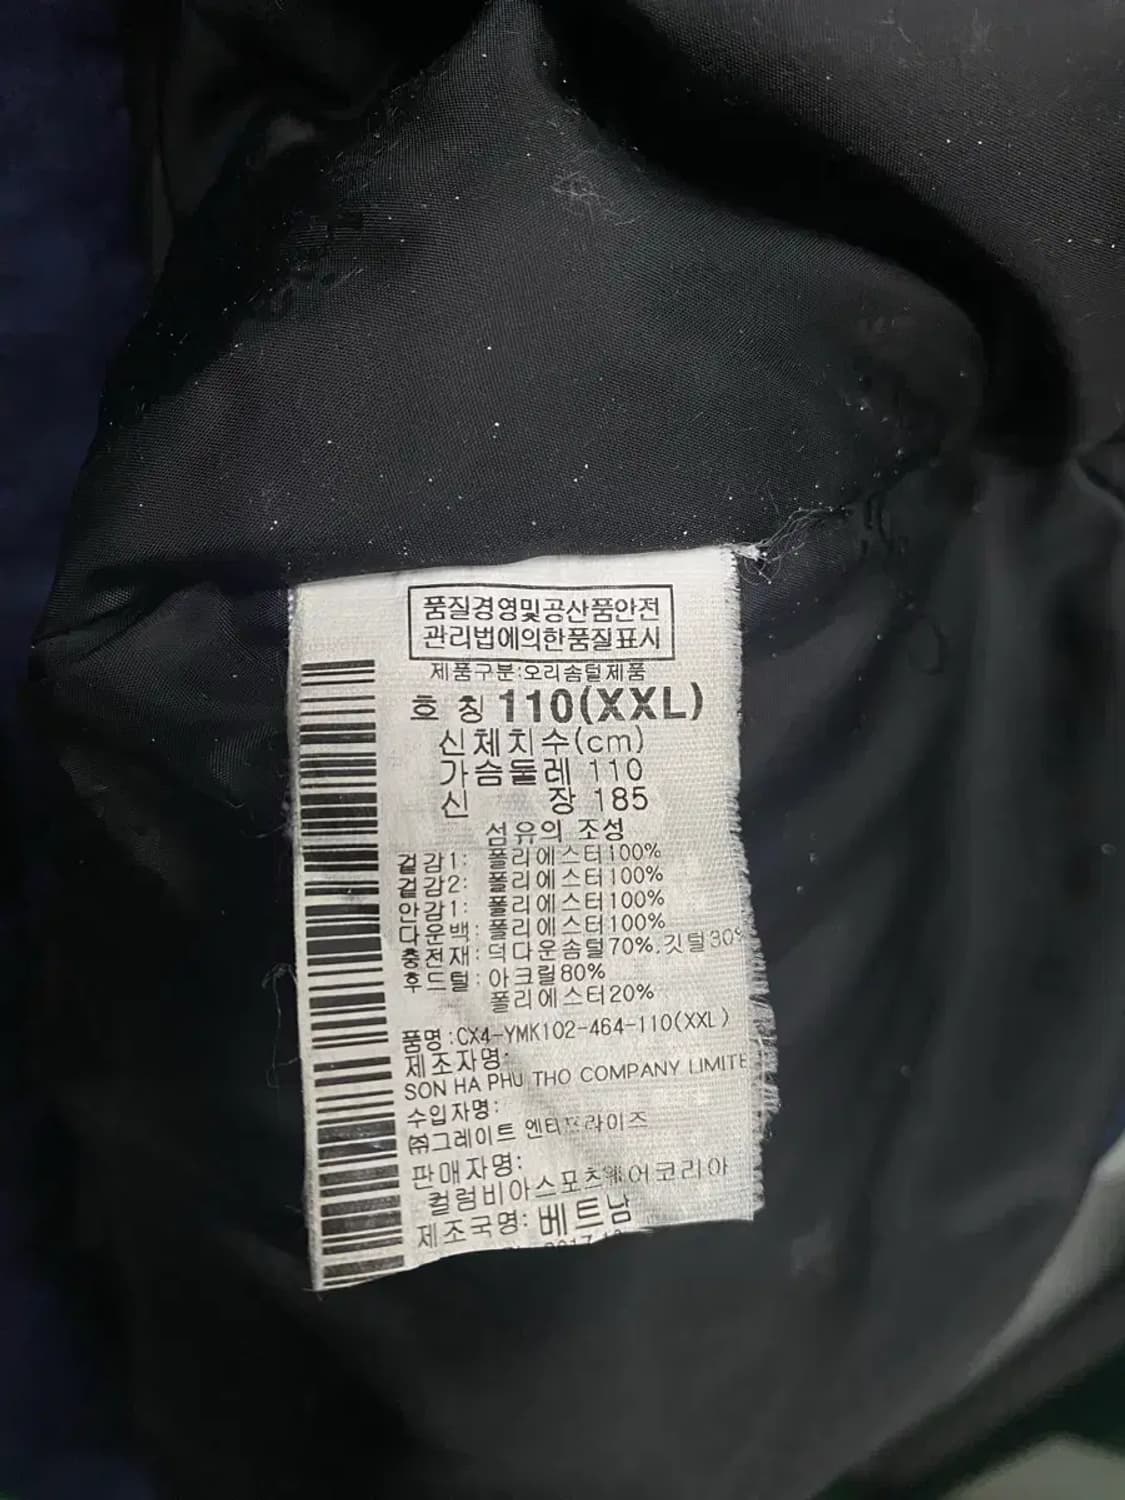 품질경영및공산품안전
관리법에의한품질표시
제품구분:오리솜털제품
호 칭 110(XXL)
신체치수(cm)
가슴둘레 110
신 장 185
섬유의 조성
겉감1: 폴리에스터100%
겉감2: 폴리에스터100%
안감1: 폴리에스터100%
다운백: 폴리에스터100%
충전재: 덕다운솜털70%.깃털30%
후드털: 아크릴80%
폴리에스터20%
품명:CX4-YMK102-464-110(XXL)
제조자명:
SON HA PHU THO COMPANY LIMITE
수입자명:
㈜그레이트 엔터프라이즈
판매자명:
컬럼비아스포츠웨어코리아
제조국명: 베트남